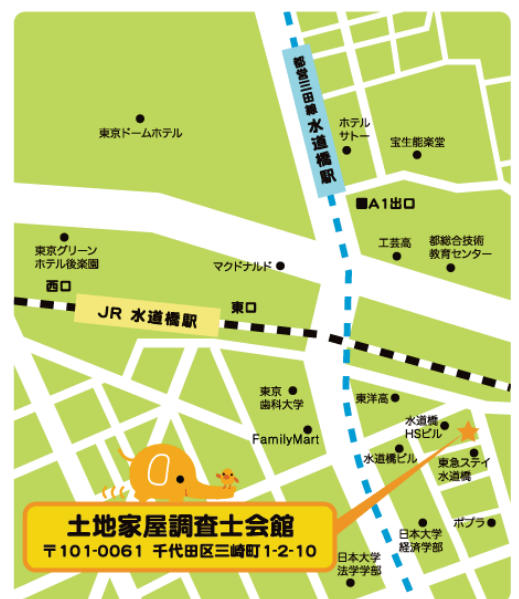 都営三田線 水道橋駅
東京ドームホテル
ホテル
サトー
宝生能楽堂
A1出口
東京グリーン
ホテル後楽園
マクドナルド
工芸高
都総合技術
教育センター
西口
JR 水道橋駅
東口
東京
歯科大学
東洋高
水道橋
HSビル
FamilyMart
水道橋ビル
東急ステイ
水道橋
土地家屋調査士会館
〒101-0061 千代田区三崎町1-2-10
日本大学
経済学部
ポプラ
日本大学
法学学部